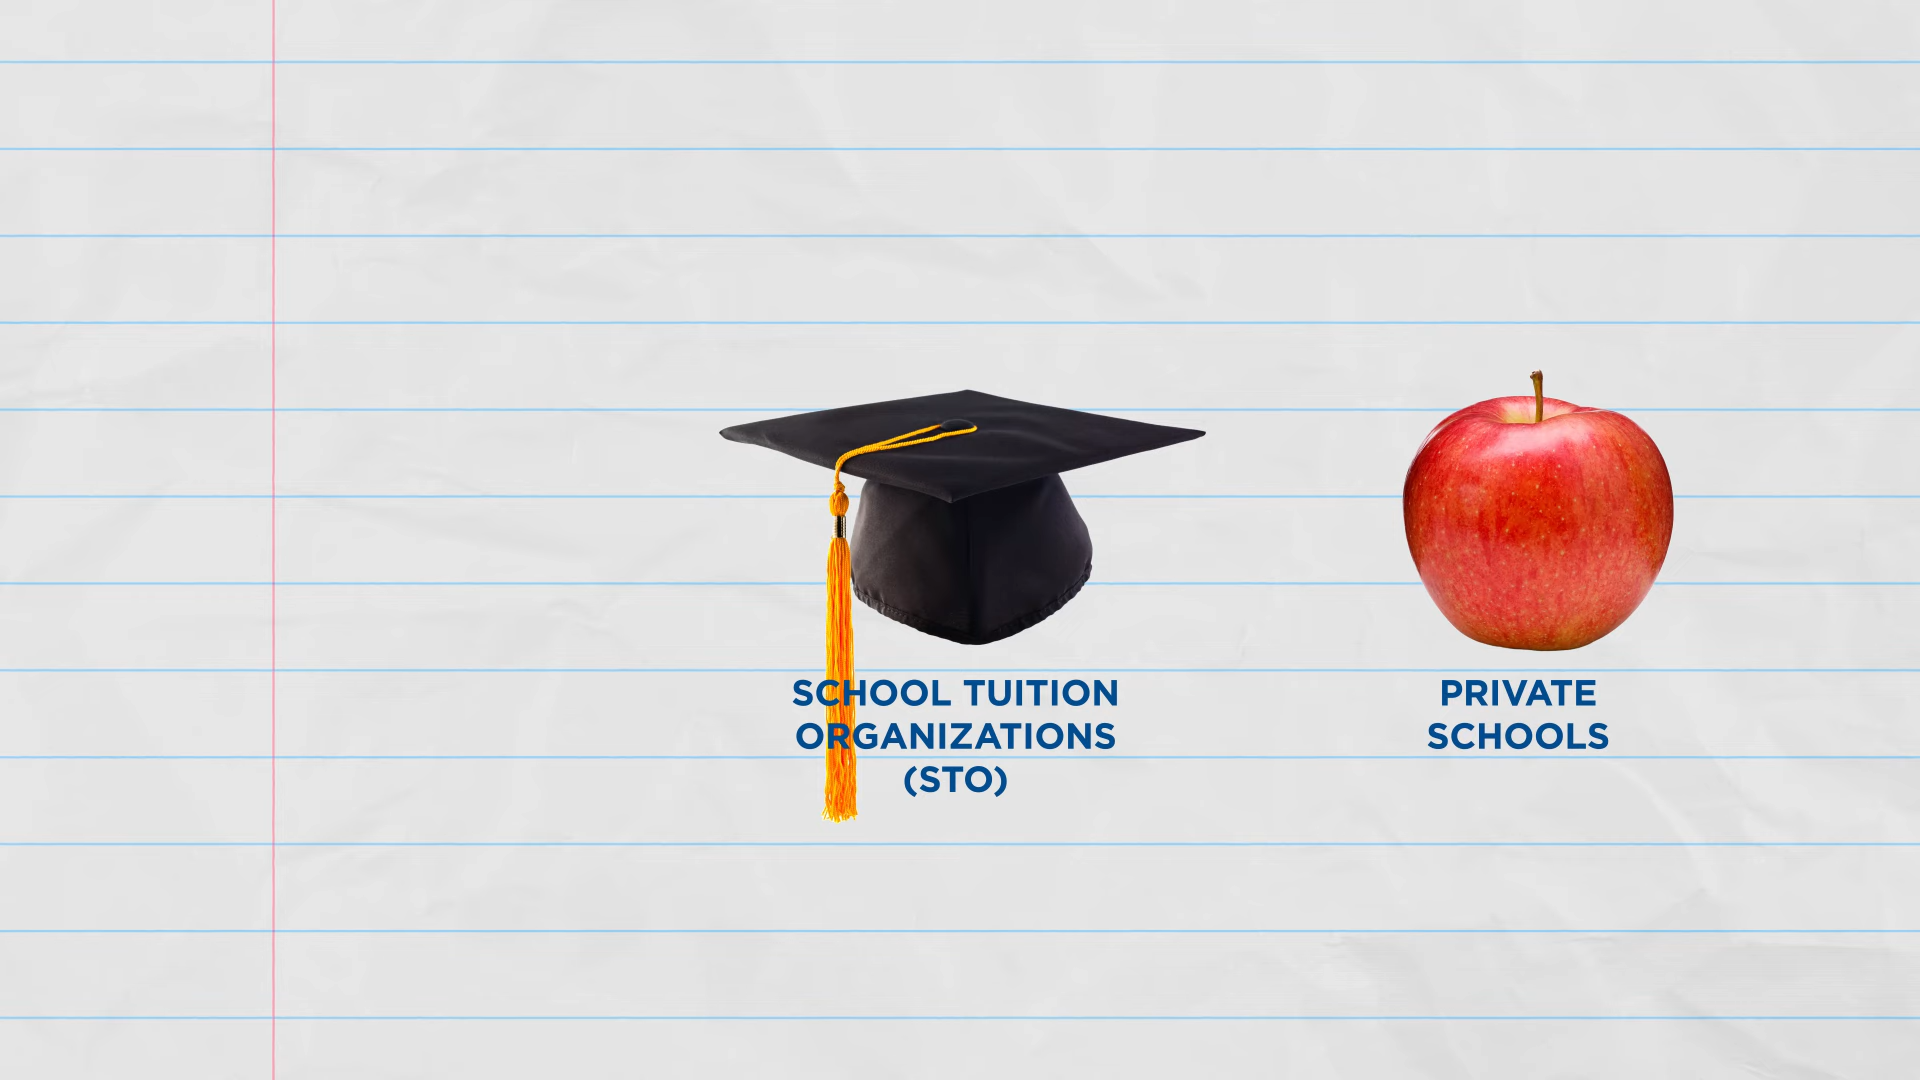 SCHOOL TUITION
ORGANIZATIONS
(STO)
PRIVATE
SCHOOLS